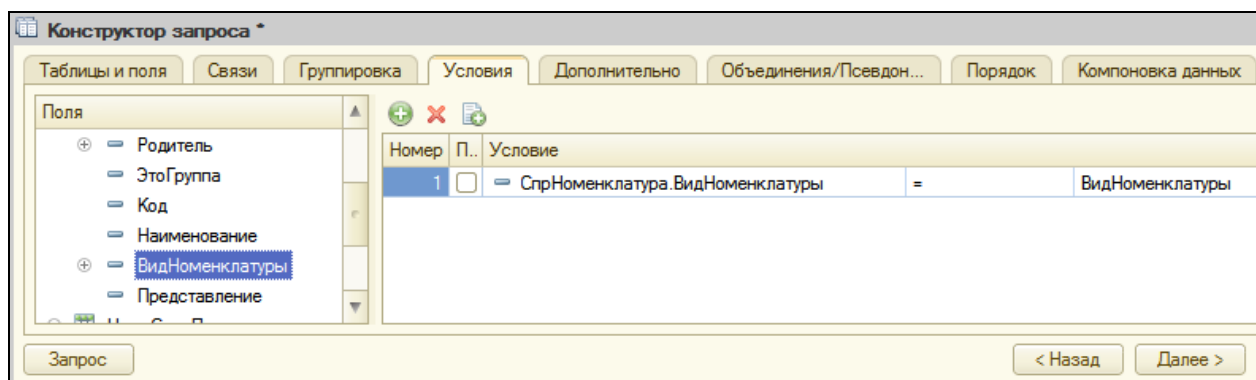 Конструктор запроса *
Таблицы и поля Связи Группировка Условия Дополнительно Объединения/Псевдон... Порядок Компоновка данных
Поля
Родитель
ЭтоГруппа
Код
Наименование
ВидНоменклатуры
Представление
Номер П.. Условие
1 СпрНоменклатура.ВидНоменклатуры = ВидНоменклатуры
Запрос < Назад Далее >